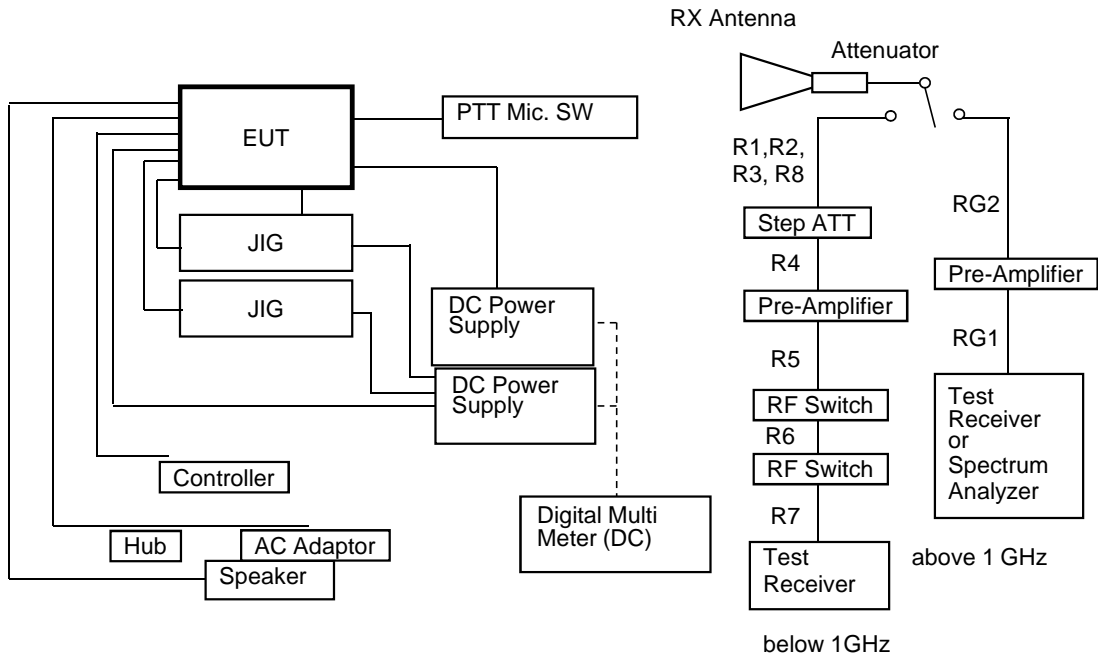 RX Antenna
Attenuator
EUT
PTT Mic. SW
JIG
JIG
DC Power
Supply
DC Power
Supply
Controller
Hub
AC Adaptor
Speaker
Digital Multi
Meter (DC)
R1,R2,
R3, R8
Step ATT
R4
Pre-Amplifier
R5
RF Switch
R6
RF Switch
R7
Test
Receiver
below 1GHz
RG2
Pre-Amplifier
RG1
Test
Receiver
or
Spectrum
Analyzer
above 1 GHz